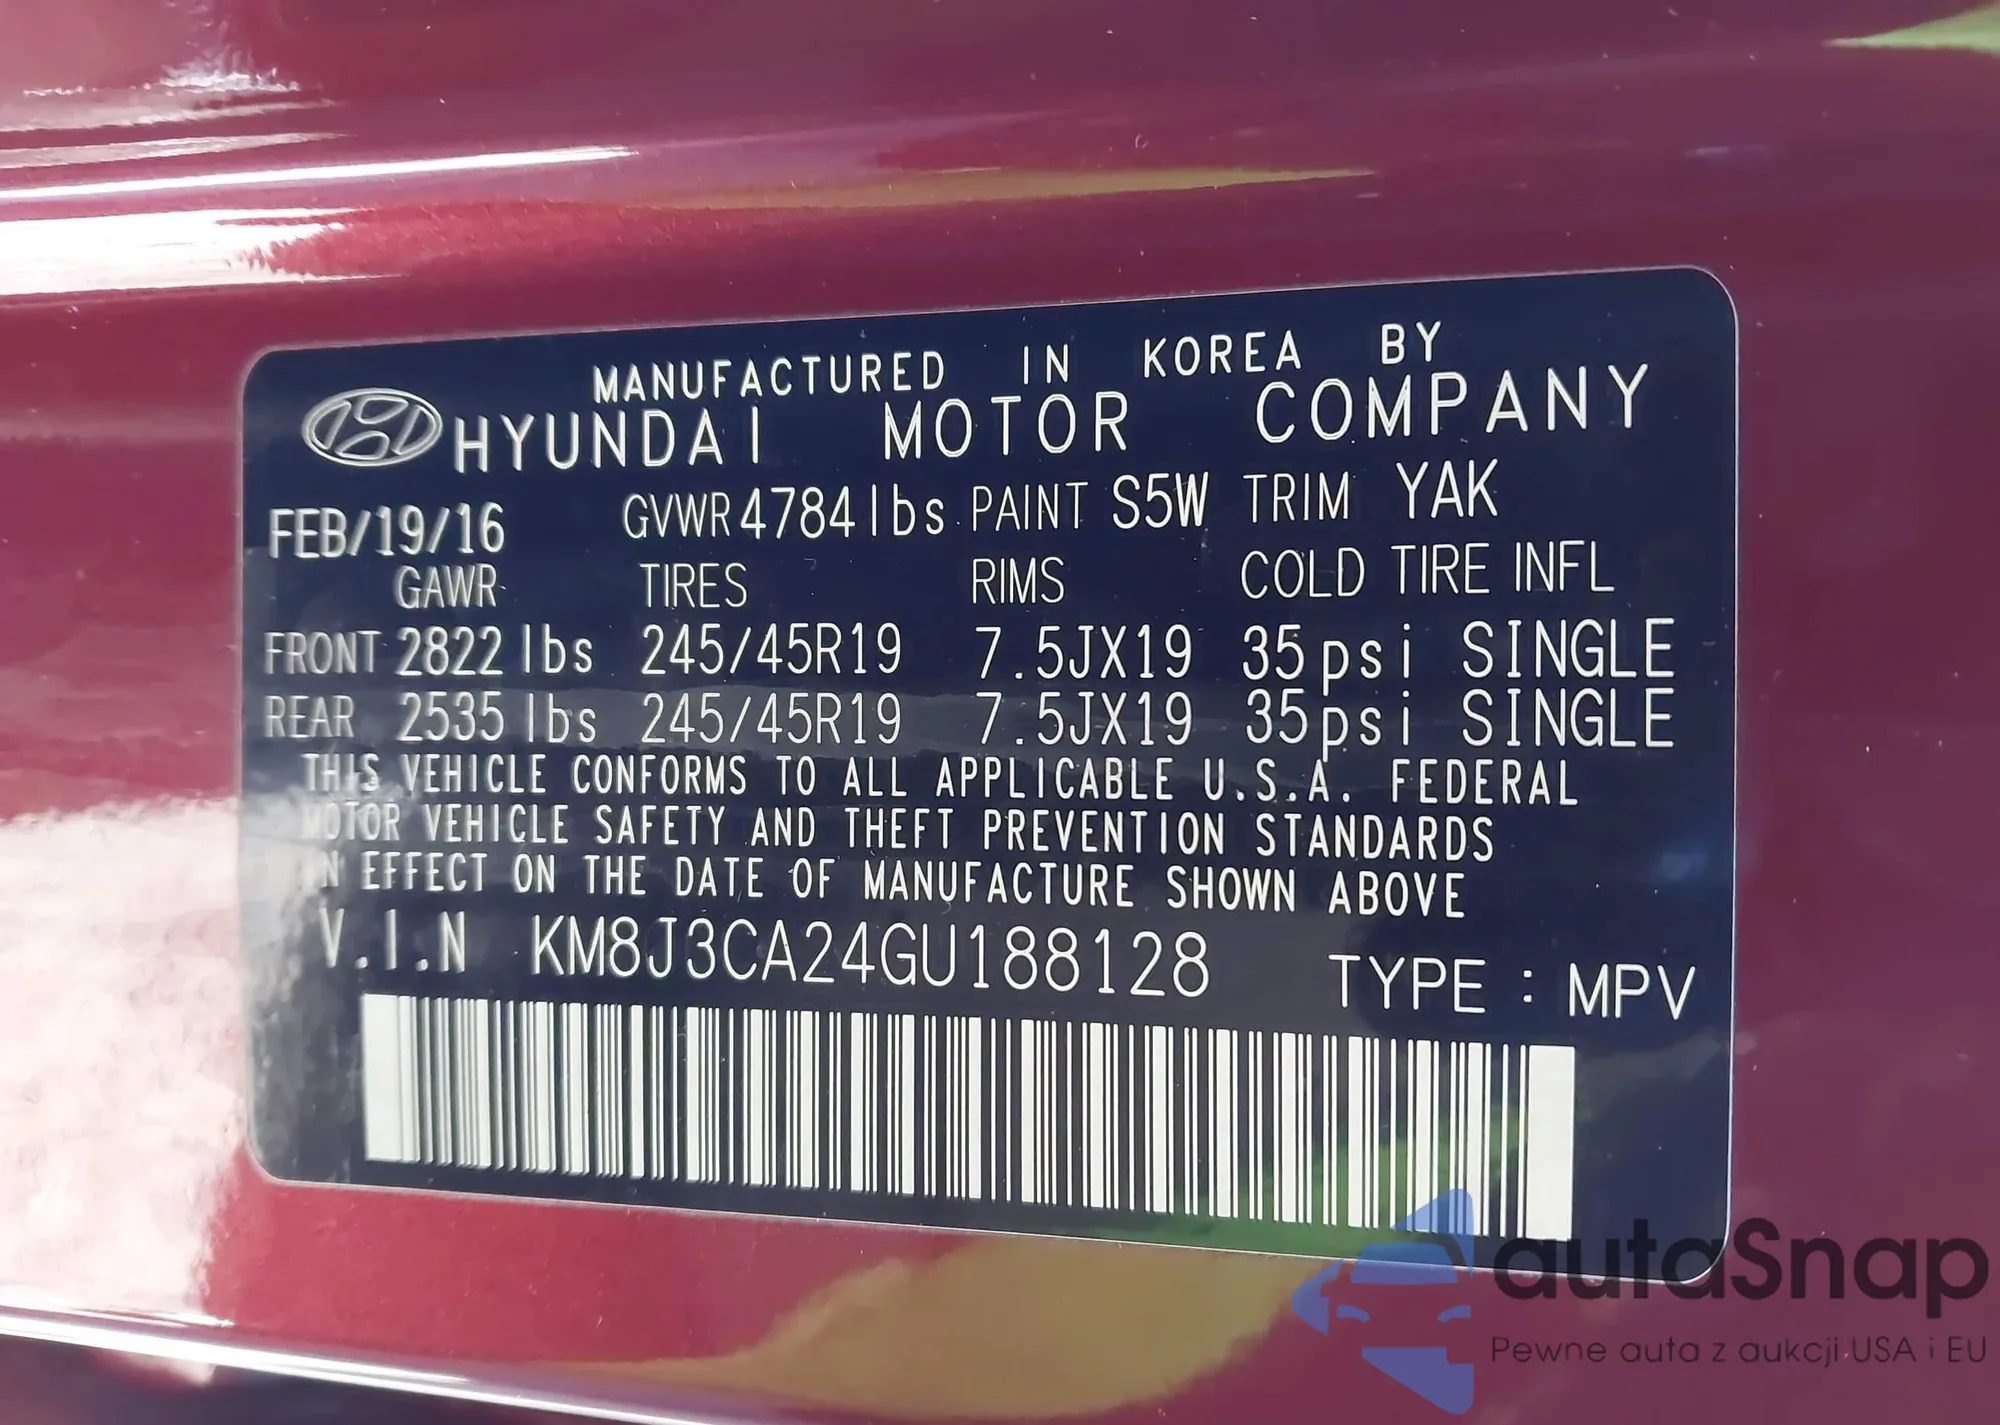 MANUFACTURED IN KOREA BY
HYUNDAI MOTOR COMPANY
FEB/19/16 GVWR 4784lbs PAINT S5W TRIM YAK
GAWR TIRES RIMS COLD TIRE INFL
FRONT 2822 lbs 245/45R19 7.5JX19 35psi SINGLE
REAR 2535 lbs 245/45R19 7.5JX19 35psi SINGLE
THIS VEHICLE CONFORMS TO ALL APPLICABLE U.S.A. FEDERAL
MOTOR VEHICLE SAFETY AND THEFT PREVENTION STANDARDS
IN EFFECT ON THE DATE OF MANUFACTURE SHOWN ABOVE
V.I.N KM8J3CA24GU188128 TYPE : MPV
autaSnap
Pewne auta z aukcji USA i EU